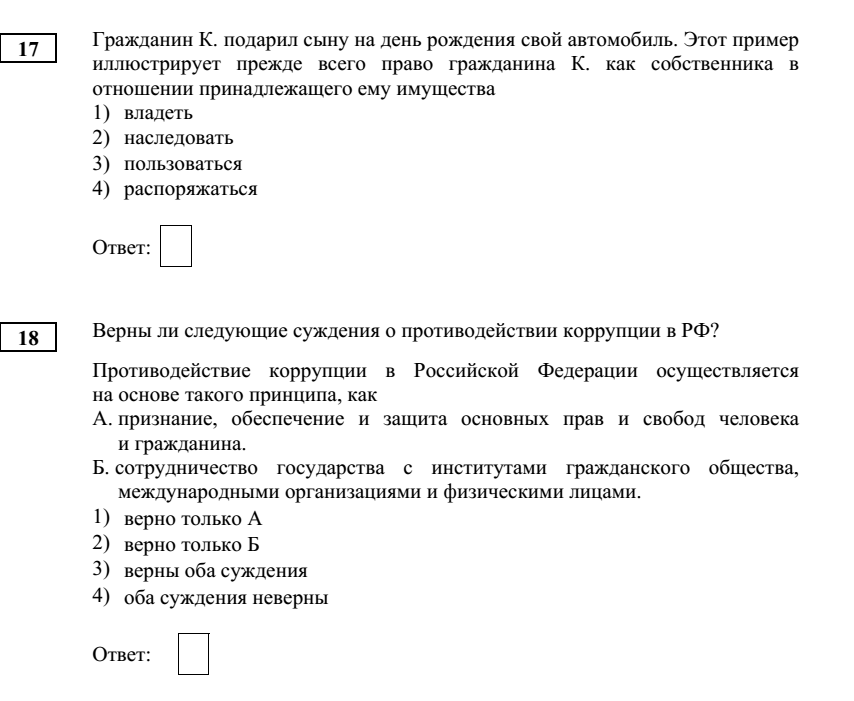 17
Гражданин К. подарил сыну на день рождения свой автомобиль. Этот пример
иллюстрирует прежде всего право гражданина К. как собственника в
отношении принадлежащего ему имущества
1) владеть
2) наследовать
3) пользоваться
4) распоряжаться
Ответ:
18
Верны ли следующие суждения о противодействии коррупции в РФ?
Противодействие коррупции в Российской Федерации осуществляется
на основе такого принципа, как
А. признание, обеспечение и защита основных прав и свобод человека
и гражданина.
Б. сотрудничество государства с институтами гражданского общества,
международными организациями и физическими лицами.
1) верно только А
2) верно только Б
3) верны оба суждения
4) оба суждения неверны
Ответ: